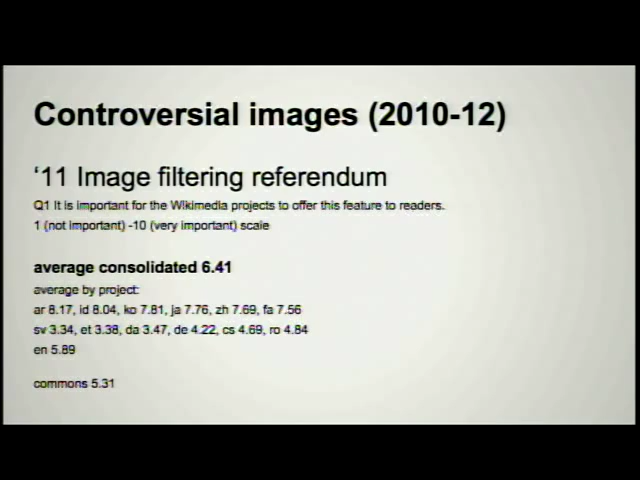 Controversial images (2010-12)
‘11 Image filtering referendum
Q1 It is important for the Wikimedia projects to offer this feature to readers.
1 (not important) -10 (very important) scale
average consolidated 6.41
average by project:
ar 8.17, id 8.04, ko 7.81, ja 7.76, zh 7.69, fa 7.56
sv 3.34, et 3.38, da 3.47, de 4.22, cs 4.69, ro 4.84
en 5.89
commons 5.31